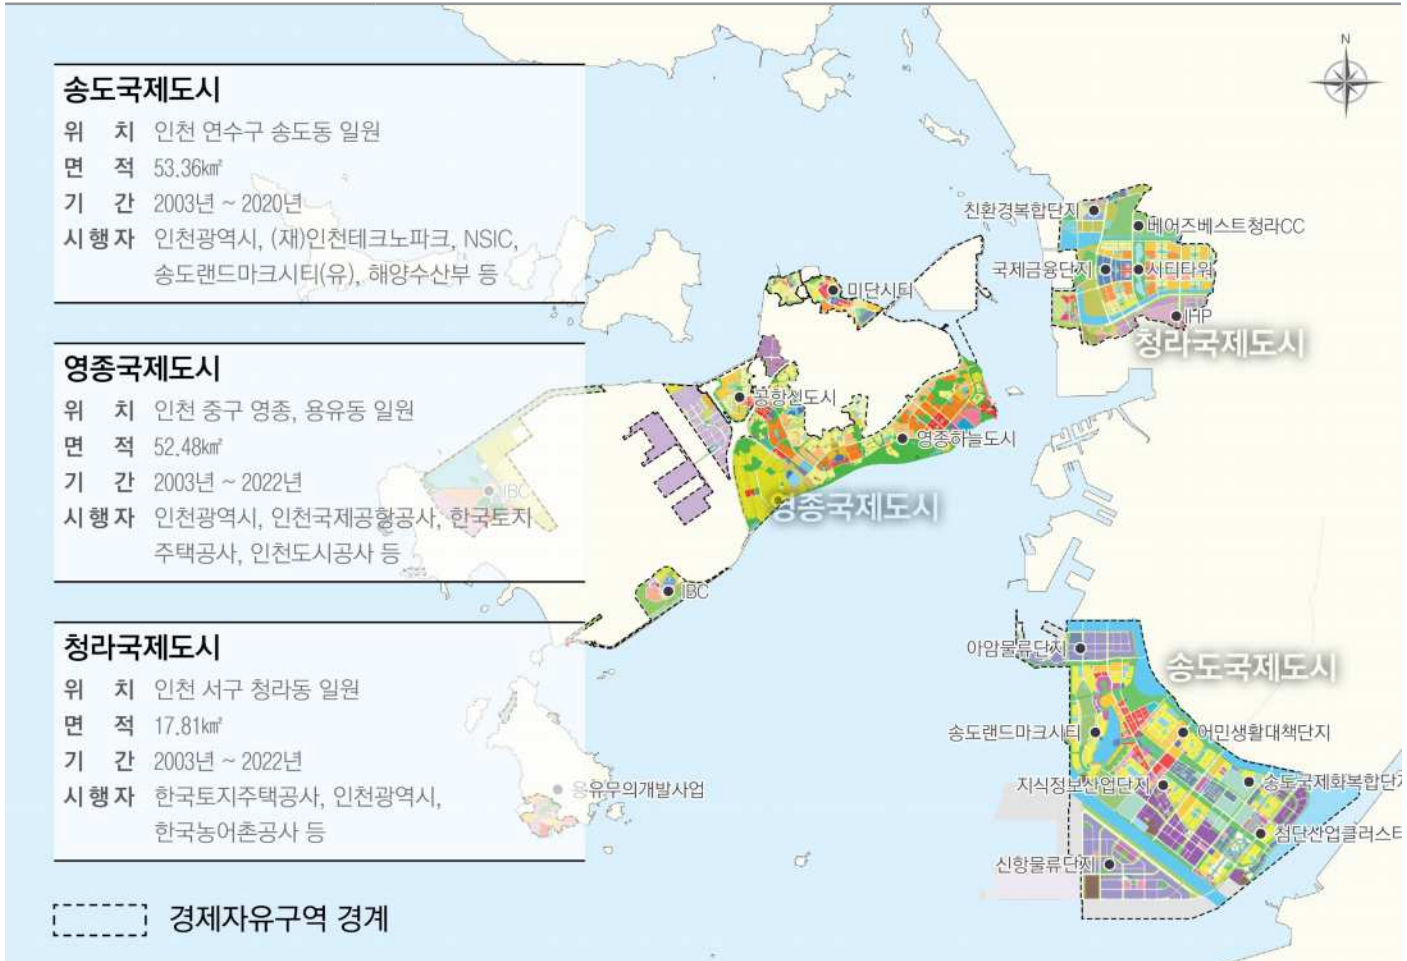 송도국제도시
위 치 인천 연수구 송도동 일원
면 적 53.36㎢
기 간 2003년 ~ 2020년
시행자 인천광역시, (재)인천테크노파크, NSIC,
송도랜드마크시티(유), 해양수산부 등
영종국제도시
위 치 인천 중구 영종, 용유동 일원
면 적 52.48㎢
기 간 2003년 ~ 2022년
시행자 인천광역시, 인천국제공항공사, 한국토지
주택공사, 인천도시공사 등
청라국제도시
위 치 인천 서구 청라동 일원
면 적 17.81㎢
기 간 2003년 ~ 2022년
시행자 한국토지주택공사, 인천광역시,
한국농어촌공사 등
경제자유구역 경계
N
친환경복합단지
베어즈베스트청라CC
국제금융단지
시티타워
IHP
청라국제도시
미단시티
공항신도시
영종하늘도시
영종국제도시
IBC
IBC
용유무의개발사업
아암물류단지
송도국제도시
송도랜드마크시티
어민생활대책단지
지식정보산업단지
송도국제화복합단지
첨단산업클러스터
신항물류단지